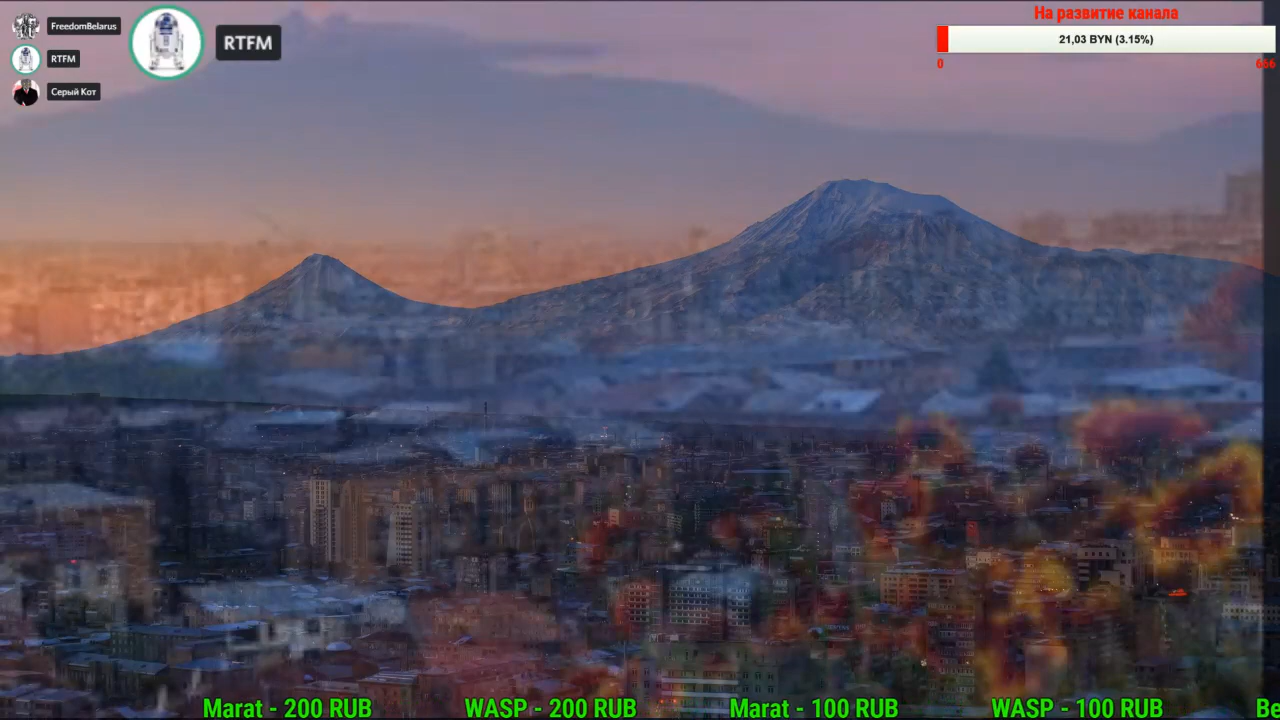 FreedomBelarus
RTFM
Серый Кот
RTFM
На развитие канала
21,03 BYN (3.15%)
0 666
Marat - 200 RUB WASP - 200 RUB Marat - 100 RUB WASP - 100 RUB Be